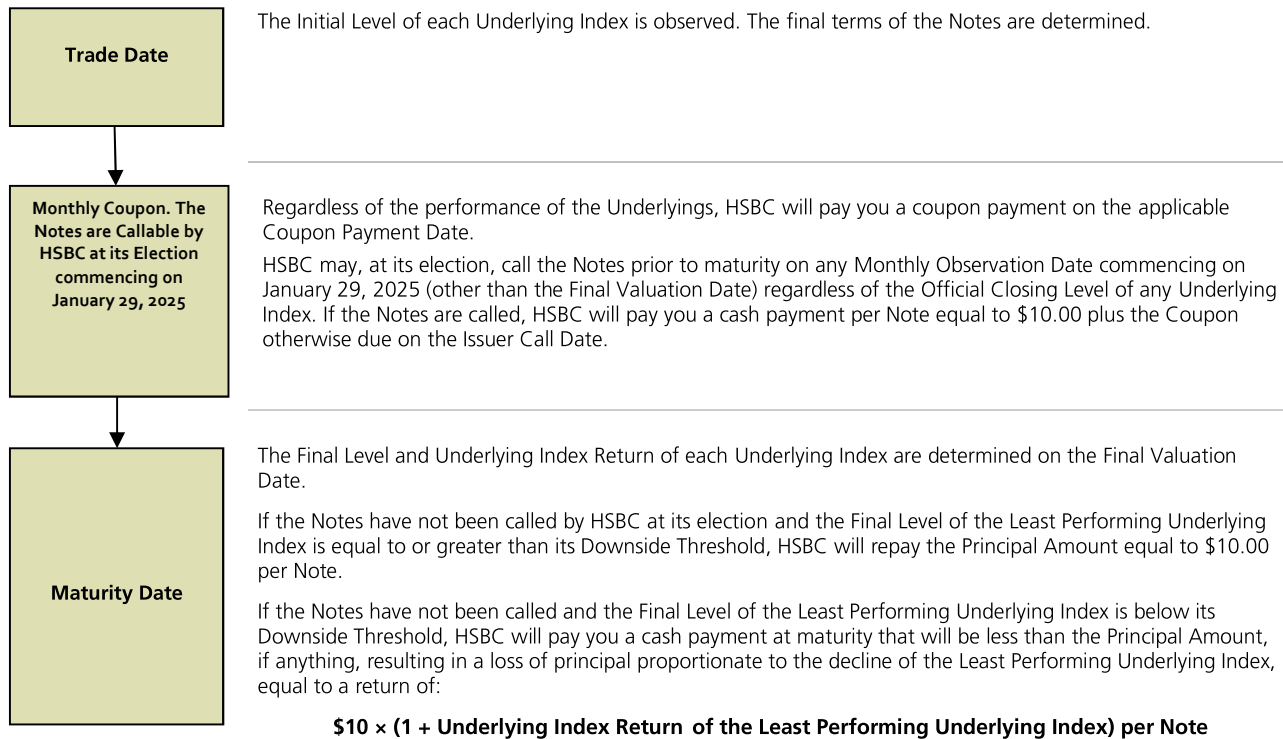 Trade Date
The Initial Level of each Underlying Index is observed. The final terms of the Notes are determined.
Monthly Coupon. The
Notes are Callable by
HSBC at its Election
commencing on
January 29, 2025
Regardless of the performance of the Underlyings, HSBC will pay you a coupon payment on the applicable
Coupon Payment Date.
HSBC may, at its election, call the Notes prior to maturity on any Monthly Observation Date commencing on
January 29, 2025 (other than the Final Valuation Date) regardless of the Official Closing Level of any Underlying
Index. If the Notes are called, HSBC will pay you a cash payment per Note equal to $10.00 plus the Coupon
otherwise due on the Issuer Call Date.
Maturity Date
The Final Level and Underlying Index Return of each Underlying Index are determined on the Final Valuation
Date.
If the Notes have not been called by HSBC at its election and the Final Level of the Least Performing Underlying
Index is equal to or greater than its Downside Threshold, HSBC will repay the Principal Amount equal to $10.00
per Note.
If the Notes have not been called and the Final Level of the Least Performing Underlying Index is below its
Downside Threshold, HSBC will pay you a cash payment at maturity that will be less than the Principal Amount,
if anything, resulting in a loss of principal proportionate to the decline of the Least Performing Underlying Index,
equal to a return of:
$10 × (1 + Underlying Index Return of the Least Performing Underlying Index) per Note